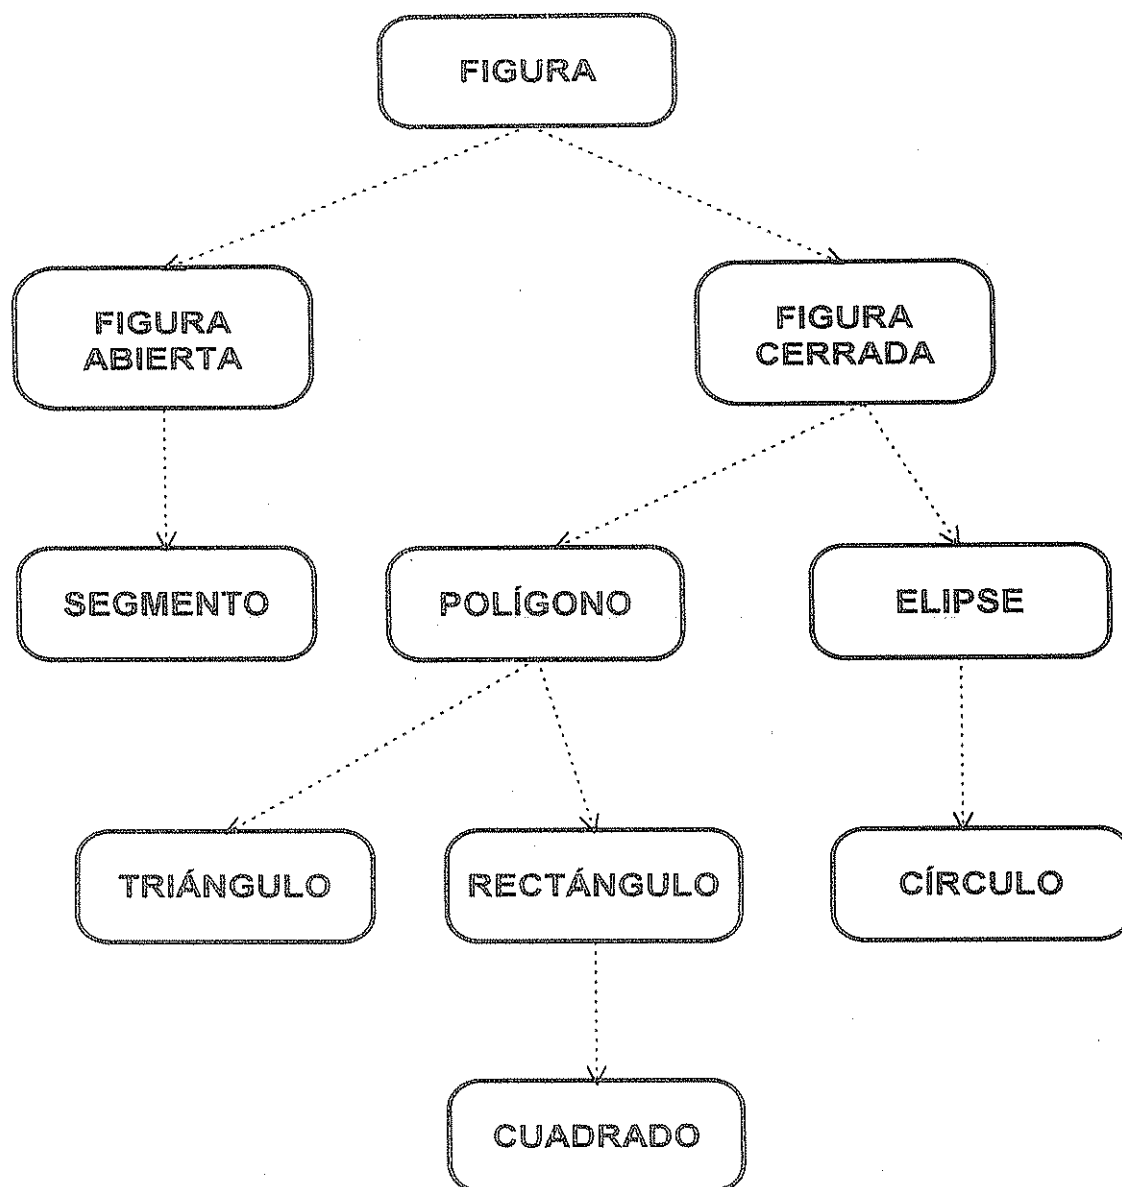 FIGURA
FIGURA
ABIERTA
FIGURA
CERRADA
SEGMENTO
POLÍGONO
ELIPSE
TRIÁNGULO
RECTÁNGULO
CÍRCULO
CUADRADO